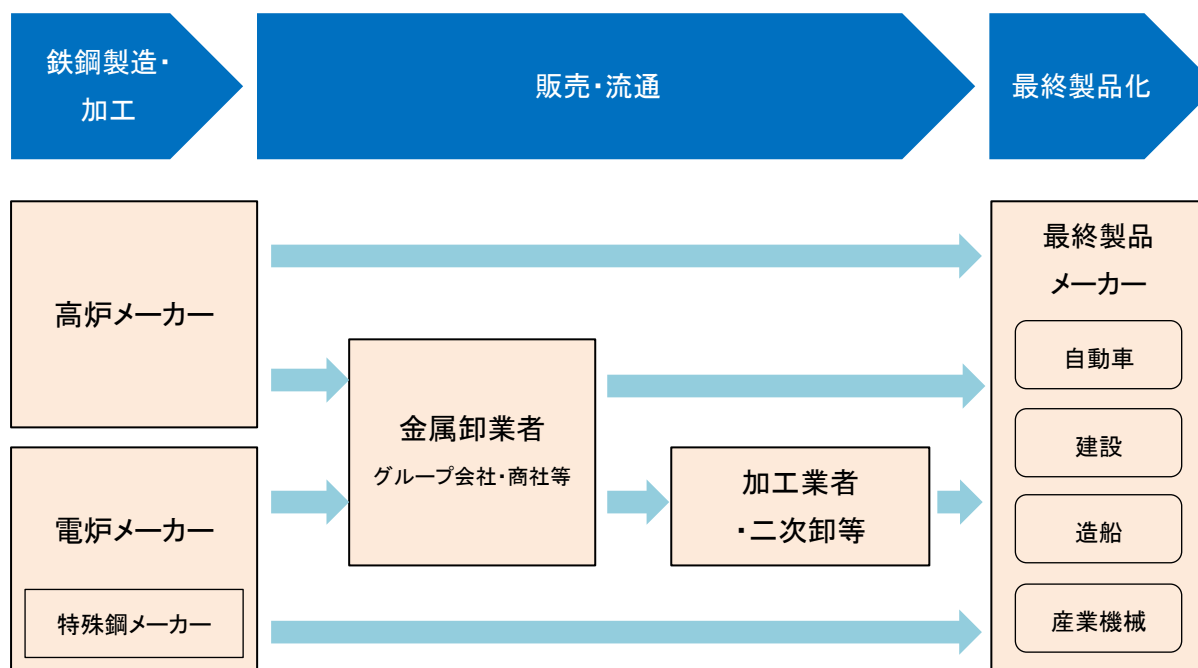 鉄鋼製造・
加工
販売・流通
最終製品化
高炉メーカー
電炉メーカー
特殊鋼メーカー
金属卸業者
グループ会社・商社等
加工業者
・二次卸等
最終製品
メーカー
自動車
建設
造船
産業機械